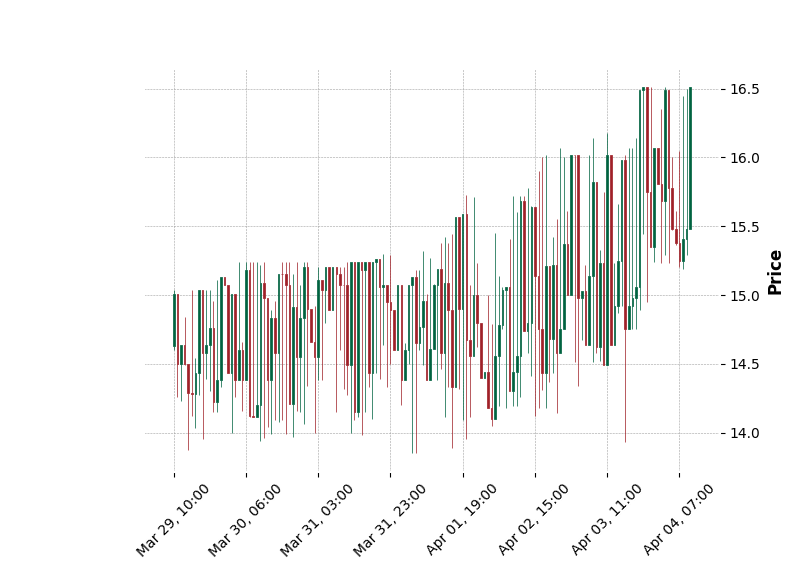 16.5
16.0
15.5
15.0
14.5
14.0
Price
Mar 29, 10:00
Mar 30, 06:00
Mar 31, 03:00
Mar 31, 23:00
Apr 01, 19:00
Apr 02, 15:00
Apr 03, 11:00
Apr 04, 07:00